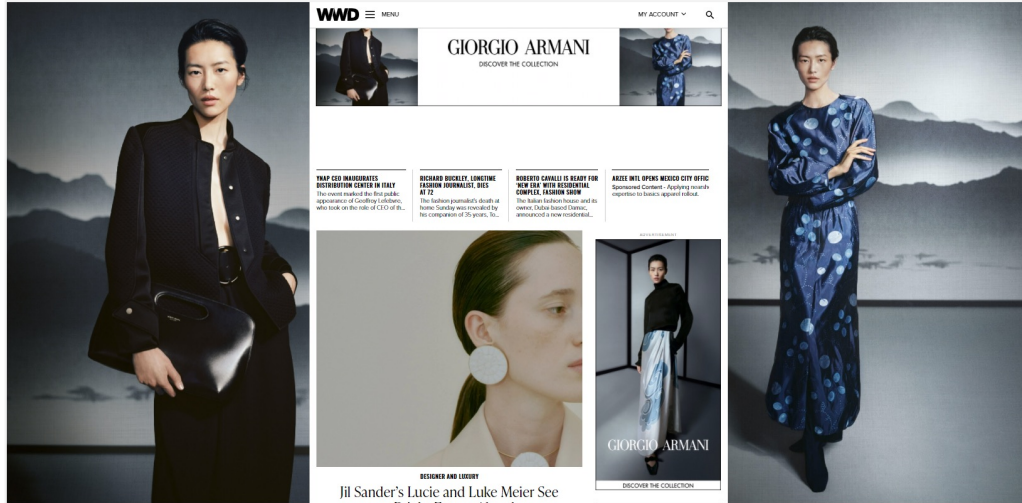 WWD
MENU
MY ACCOUNT
GIORGIO ARMANI
DISCOVER THE COLLECTION
YNAP CEO INAUGURATES
DISTRIBUTION CENTER IN ITALY
The event marked the first public
appearance of Geoffroy Lefebvre,
who took on the role of CEO of th...
RICHARD BUCKLEY, LONGTIME
FASHION JOURNALIST, DIES
AT 72
The fashion journalist's death at
home Sunday was revealed by
his companion of 35 years, To...
ROBERTO CAVALLI IS READY FOR
'NEW ERA' WITH RESIDENTIAL
COMPLEX, FASHION SHOW
The Italian fashion house and its
owner, Dubai-based Damac,
announced a new residential...
ARZEE INTL OPENS MEXICO CITY OFFIC
Sponsored Content - Applying nearsh
expertise to basics apparel rollout.
ADVERTISEMENT
GIORGIO ARMANI
DISCOVER THE COLLECTION
DESIGNER AND LUXURY
Jil Sander's Lucie and Luke Meier See